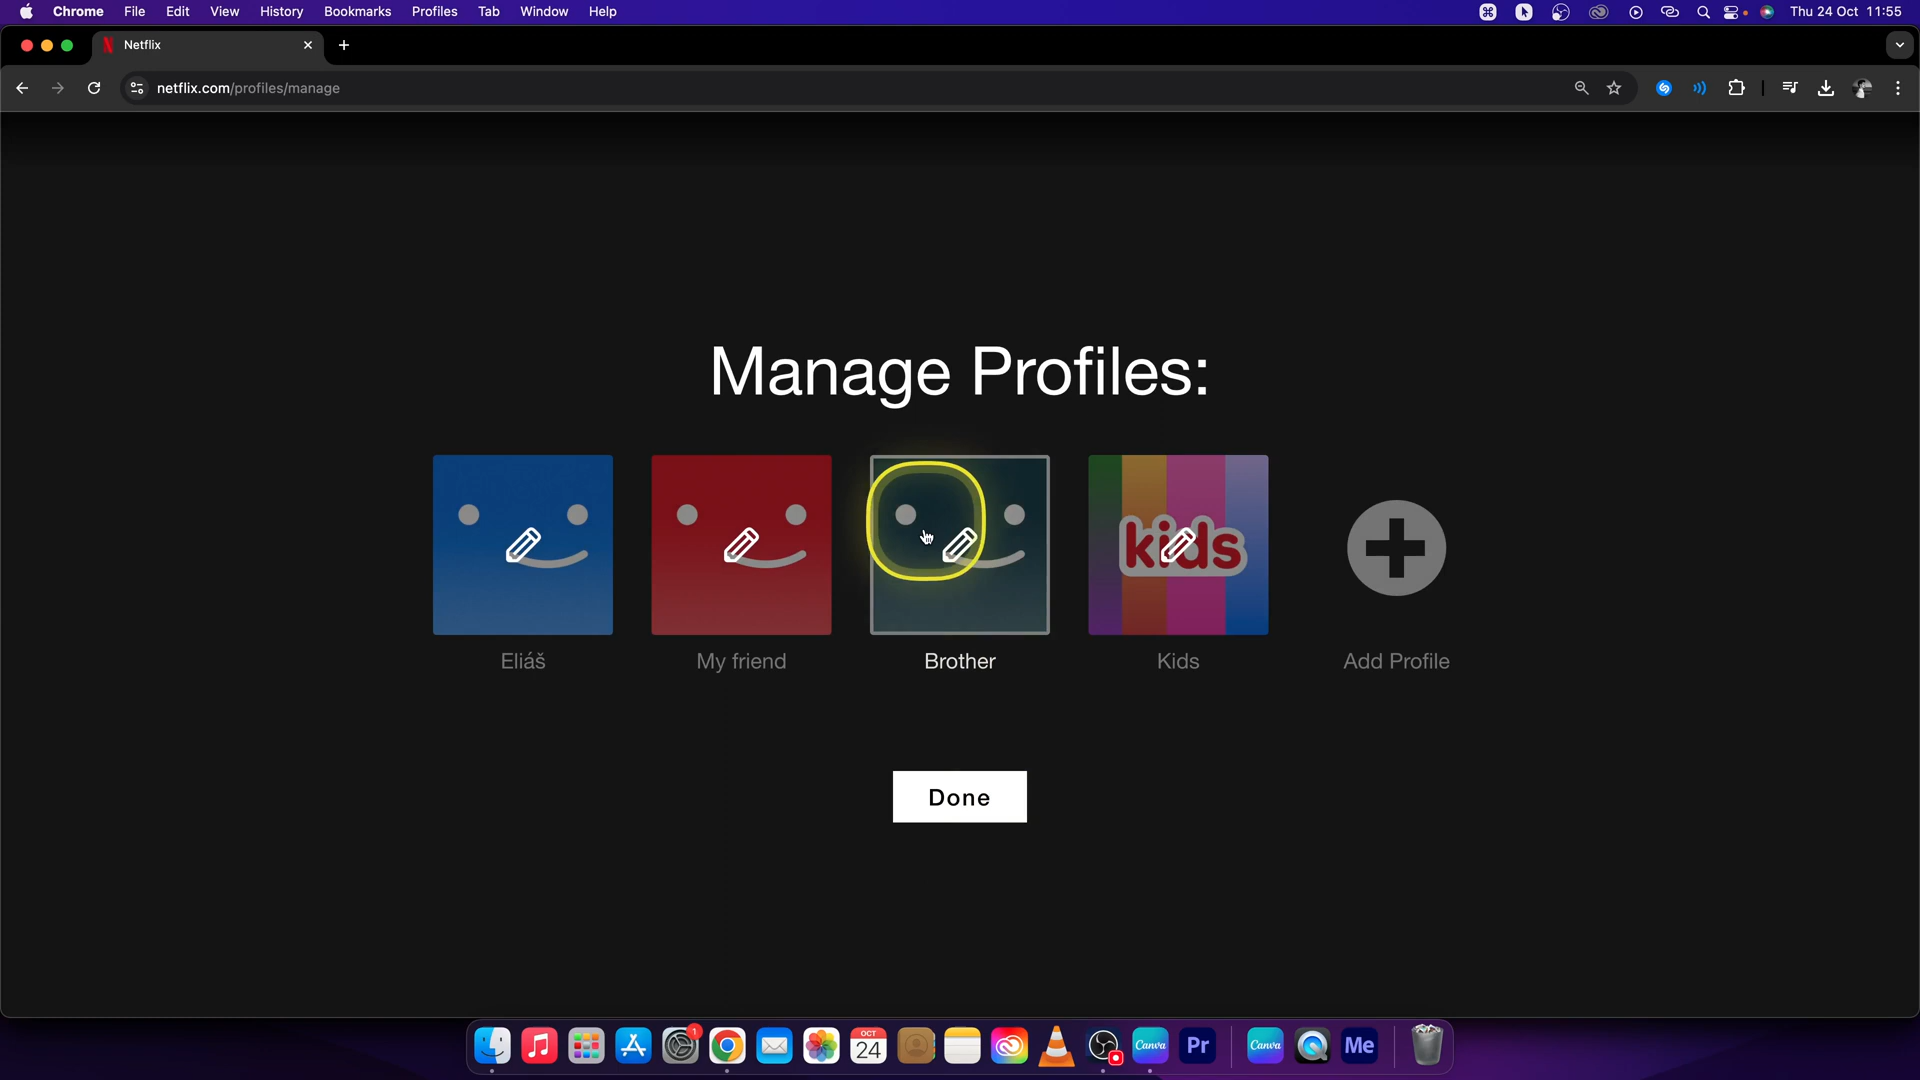 Chrome File Edit View History Bookmarks Profiles Tab Window Help Thu 24 Oct 11:55
Netflix
netflix.com/profiles/manage
Manage Profiles:
kids
Eliáš My friend Brother Kids Add Profile
Done
1 OCT 24 Canva Pr Canva Me